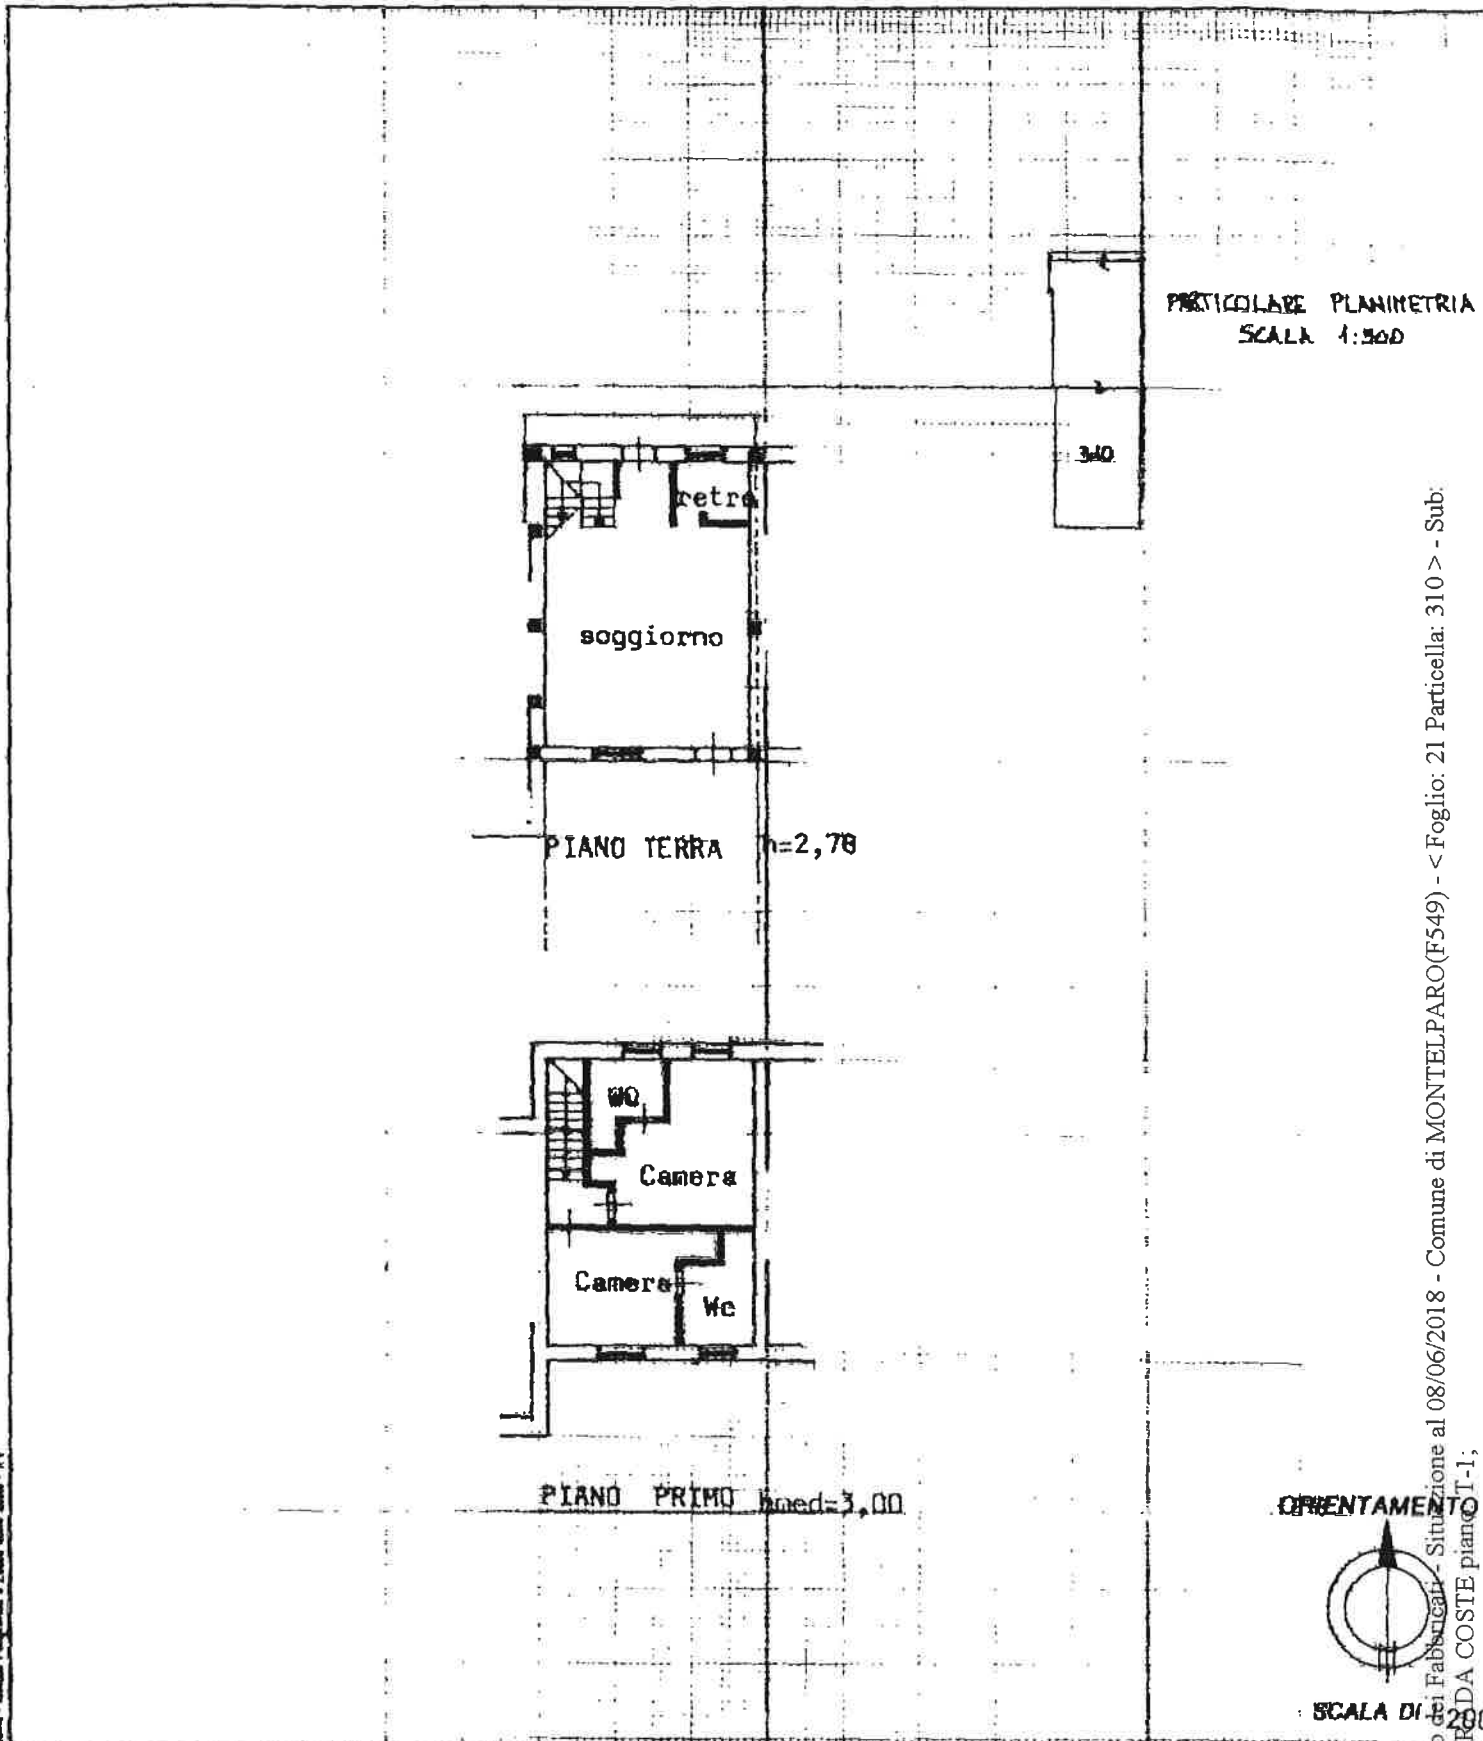 PARTICOLARE PLANIMETRIA
SCALA 1:500
310
retro
soggiorno
PIANO TERRA h=2,78
WC
Camera
Camera
Wc
PIANO PRIMO hmed=3,00
ORIENTAMENTO
SCALA DI 1:200
dei Fabbricati - Situazione al 08/06/2018 - Comune di MONTELPARO(F549) - < Foglio: 21 Particella: 310 > - Sub:
COSTE piano T-1;